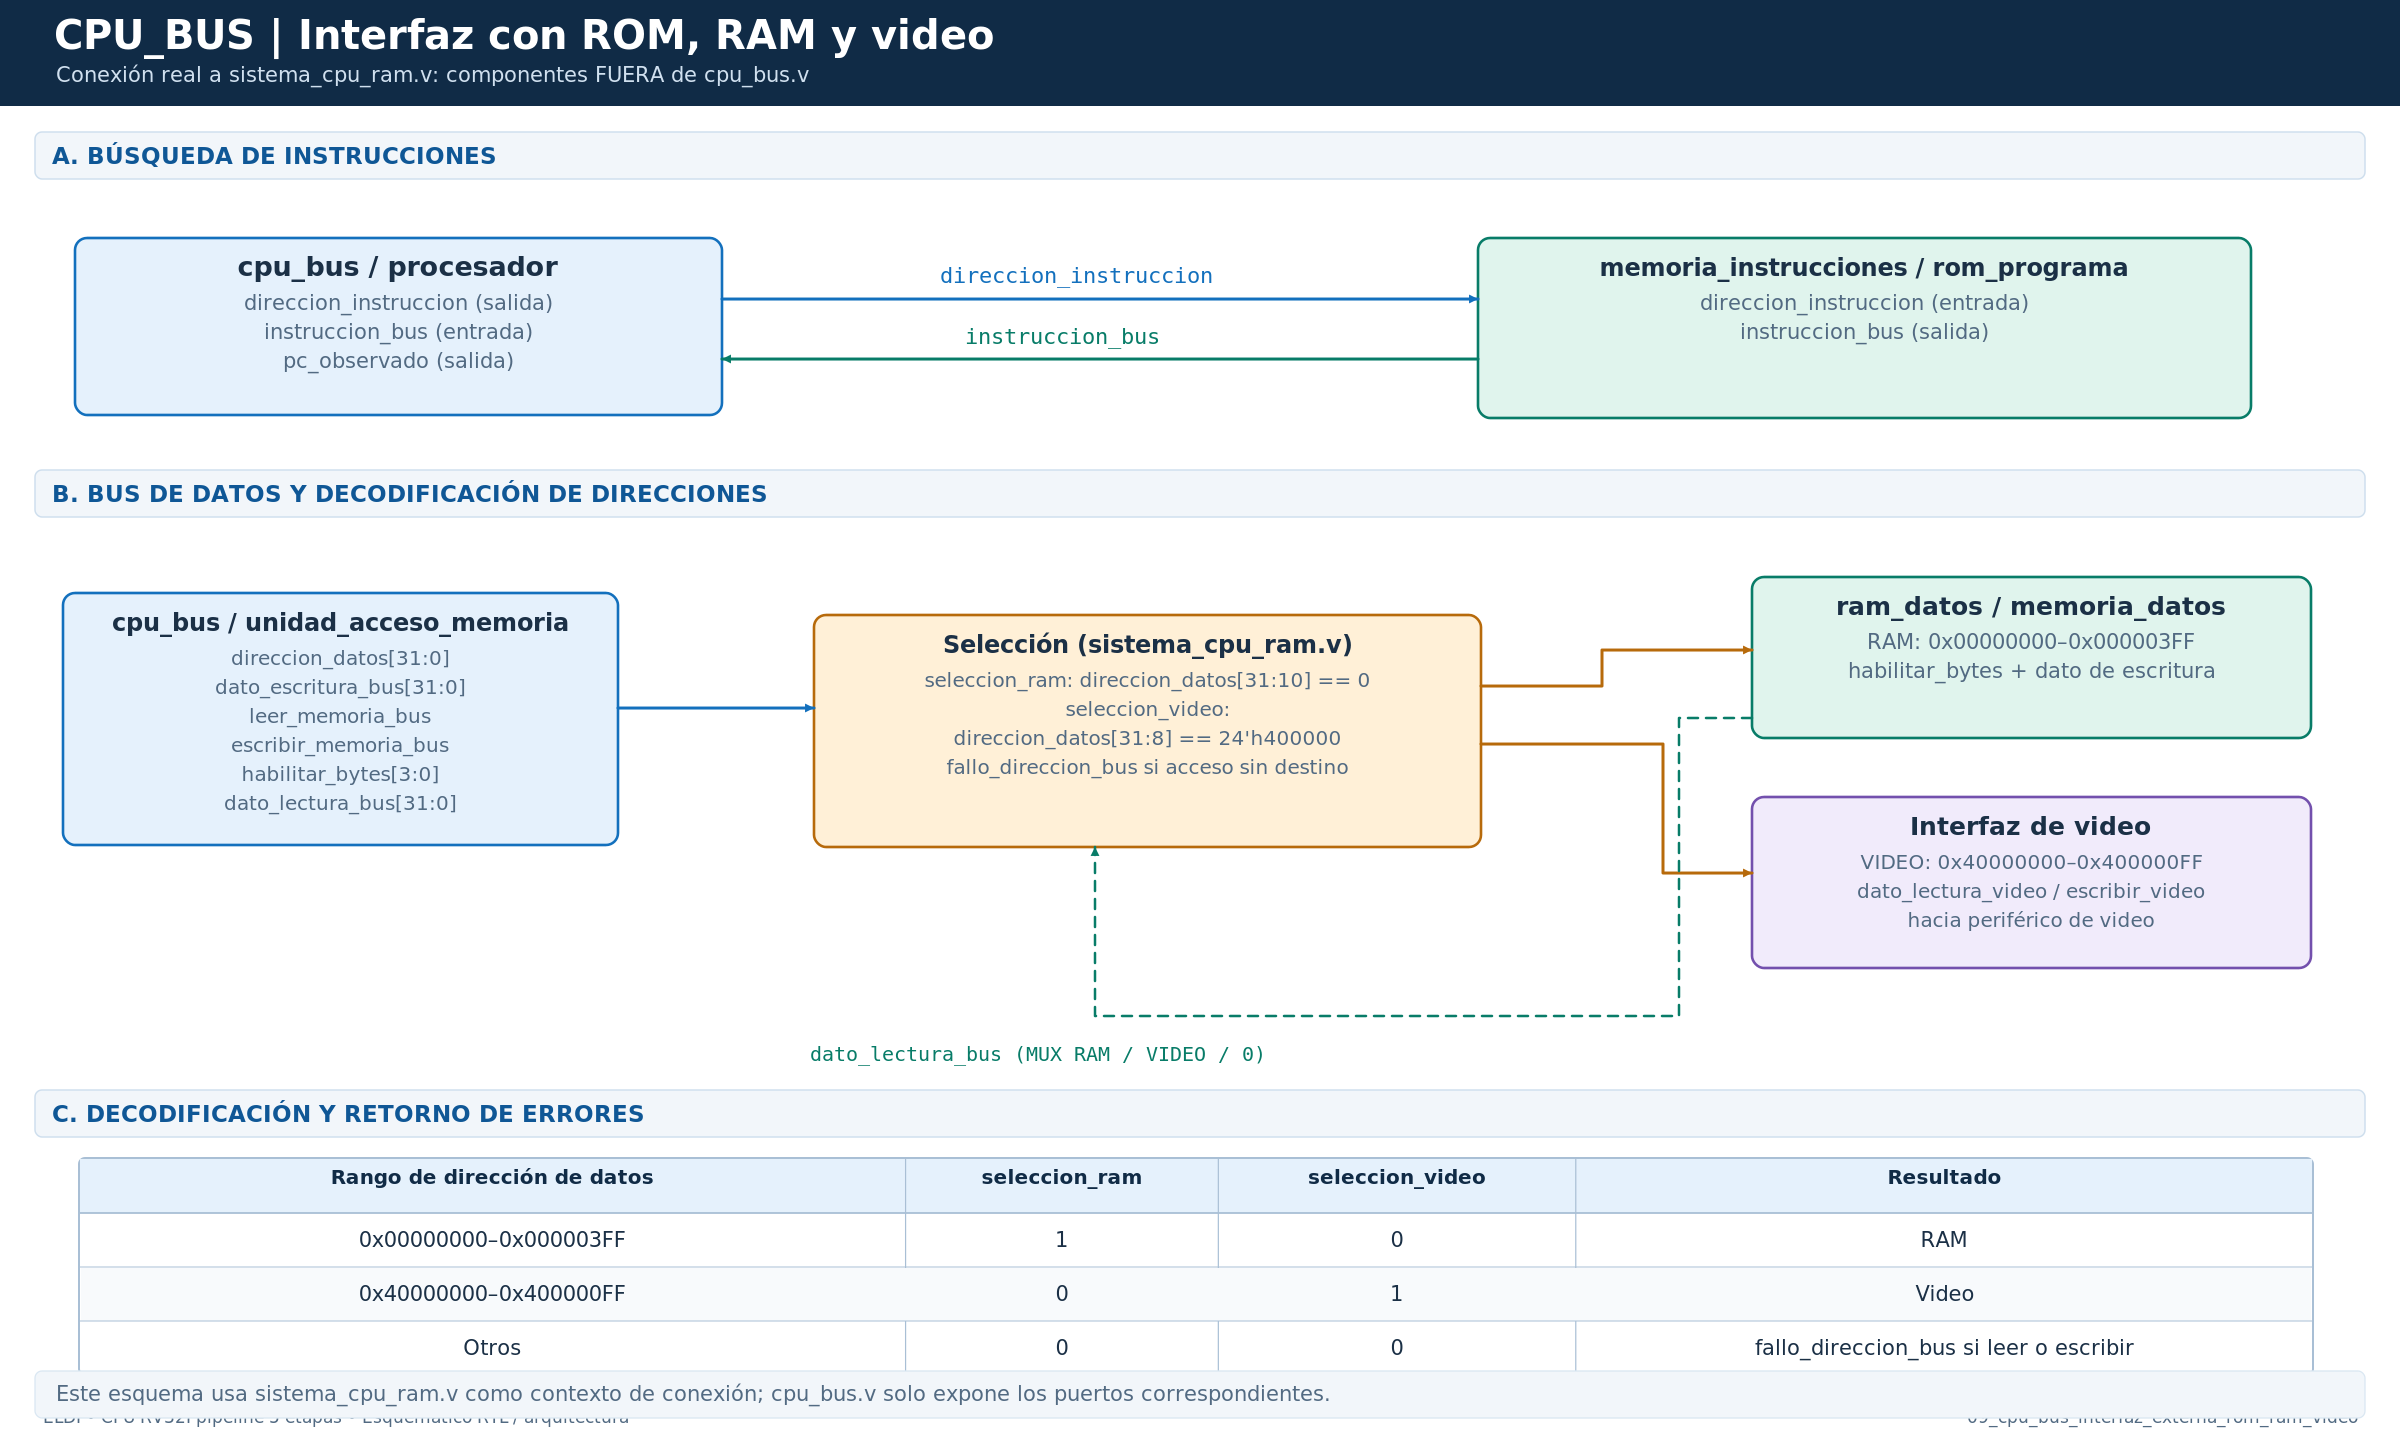 CPU_BUS | Interfaz con ROM, RAM y video
Conexión real a sistema_cpu_ram.v: componentes FUERA de cpu_bus.v
A. BÚSQUEDA DE INSTRUCCIONES
cpu_bus / procesador
direccion_instruccion (salida)
instruccion_bus (entrada)
pc_observado (salida)
direccion_instruccion
instruccion_bus
memoria_instrucciones / rom_programa
direccion_instruccion (entrada)
instruccion_bus (salida)
B. BUS DE DATOS Y DECODIFICACIÓN DE DIRECCIONES
cpu_bus / unidad_acceso_memoria
direccion_datos[31:0]
dato_escritura_bus[31:0]
leer_memoria_bus
escribir_memoria_bus
habilitar_bytes[3:0]
dato_lectura_bus[31:0]
Selección (sistema_cpu_ram.v)
seleccion_ram: direccion_datos[31:10] == 0
seleccion_video:
direccion_datos[31:8] == 24'h400000
fallo_direccion_bus si acceso sin destino
ram_datos / memoria_datos
RAM: 0x00000000–0x000003FF
habilitar_bytes + dato de escritura
Interfaz de video
VIDEO: 0x40000000–0x400000FF
dato_lectura_video / escribir_video
hacia periférico de video
dato_lectura_bus (MUX RAM / VIDEO / 0)
C. DECODIFICACIÓN Y RETORNO DE ERRORES
Rango de dirección de datos seleccion_ram seleccion_video Resultado
0x00000000–0x000003FF 1 0 RAM
0x40000000–0x400000FF 0 1 Video
Otros 0 0 fallo_direccion_bus si leer o escribir
Este esquema usa sistema_cpu_ram.v como contexto de conexión; cpu_bus.v solo expone los puertos correspondientes.
pipeline 5 etapas Esquemático RTL / arquitectura
09_cpu_bus_interfaz_externa_rom_ram_video